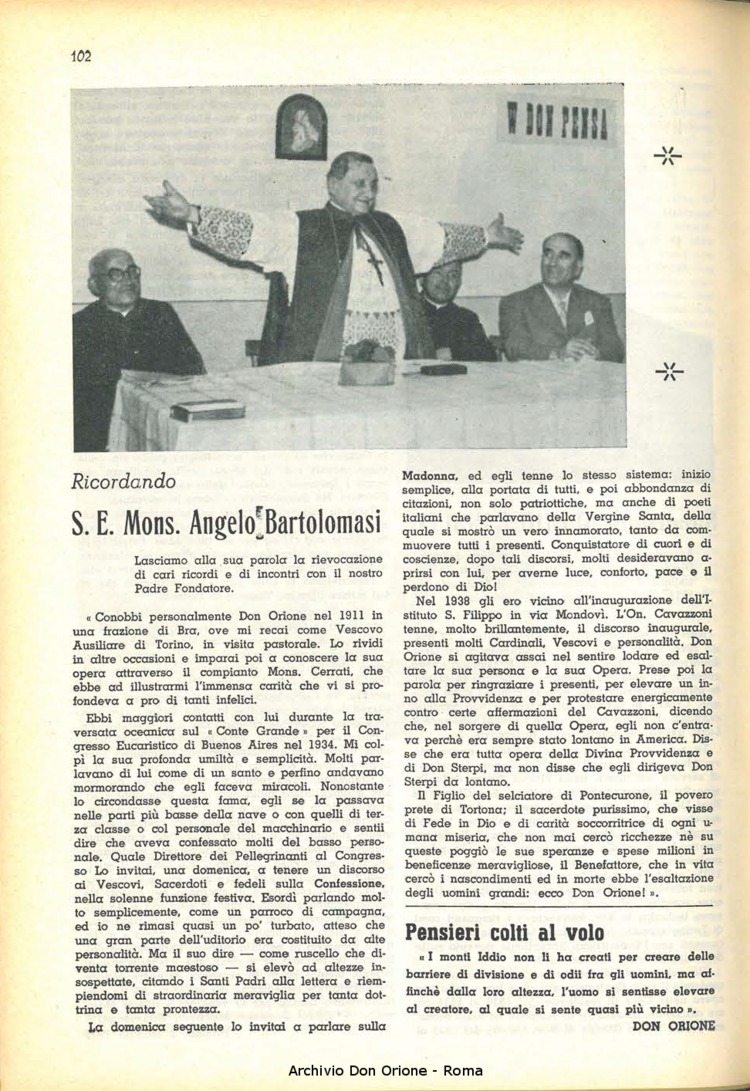 102
W DON PENSA
Ricordando
S. E. Mons. Angelo Bartolomasi
Lasciamo alla sua parola la rievocazione
di cari ricordi e di incontri con il nostro
Padre Fondatore.
« Conobbi personalmente Don Orione nel 1911 in
una frazione di Bra, ove mi recai come Vescovo
Ausiliare di Torino, in visita pastorale. Lo rividi
in altre occasioni e imparai poi a conoscere la sua
opera attraverso il compianto Mons. Cerrati, che
ebbe ad illustrarmi l'immensa carità che vi si pro-
fondeva a pro di tanti infelici.
Ebbi maggiori contatti con lui durante la tra-
versata oceanica sul « Conte Grande » per il Con-
gresso Eucaristico di Buenos Aires nel 1934. Mi col-
pì la sua profonda umiltà e semplicità. Molti par-
lavano di lui come di un santo e perfino andavano
mormorando che egli faceva miracoli. Nonostante
lo circondasse questa fama, egli se la passava
nelle parti più basse della nave o con quelli di ter-
za classe o col personale del macchinario e sentii
dire che aveva confessato molti del basso perso-
nale. Quale Direttore dei Pellegrinanti al Congres-
so Lo invitai, una domenica, a tenere un discorso
ai Vescovi, Sacerdoti e fedeli sulla Confessione,
nella solenne funzione festiva. Esordì parlando mol-
to semplicemente, come un parroco di campagna,
ed io ne rimasi quasi un po' turbato, atteso che
una gran parte dell'uditorio era costituito da alte
personalità. Ma il suo dire — come ruscello che di-
venta torrente maestoso — si elevò ad altezze in-
sospettate, citando i Santi Padri alla lettera e riem-
piendomi di straordinaria meraviglia per tanta dot-
trina e tanta prontezza.
La domenica seguente lo invitai a parlare sulla
Madonna, ed egli tenne lo stesso sistema: inizio
semplice, alla portata di tutti, e poi abbondanza di
citazioni, non solo patriottiche, ma anche di poeti
italiani che parlavano della Vergine Santa, della
quale si mostrò un vero innamorato, tanto da com-
muovere tutti i presenti. Conquistatore di cuori e di
coscienze, dopo tali discorsi, molti desideravano a-
prirsi con lui, per averne luce, conforto, pace e il
perdono di Dio!
Nel 1938 gli ero vicino all'inaugurazione dell'I-
stituto S. Filippo in via Mondovì. L'On. Cavazzoni
tenne, molto brillantemente, il discorso inaugurale,
presenti molti Cardinali, Vescovi e personalità. Don
Orione si agitava assai nel sentire lodare ed esal-
tare la sua persona e la sua Opera. Prese poi la
parola per ringraziare i presenti, per elevare un in-
no alla Provvidenza e per protestare energicamente
contro certe affermazioni del Cavazzoni, dicendo
che, nel sorgere di quella Opera, egli non c'entra-
va perchè era sempre stato lontano in America. Dis-
se che era tutta opera della Divina Provvidenza e
di Don Sterpi, ma non disse che egli dirigeva Don
Sterpi da lontano.
Il Figlio del selciatore di Pontecurone, il povero
prete di Tortona; il sacerdote purissimo, che visse
di Fede in Dio e di carità soccorritrice di ogni u-
mana miseria, che non mai cercò ricchezze nè su
queste poggiò le sue speranze e spese milioni in
beneficenze meravigliose, il Benefattore, che in vita
cercò i nascondimenti ed in morte ebbe l'esaltazione
degli uomini grandi: ecco Don Orione! ».
Pensieri colti al volo
« I monti Iddio non li ha creati per creare delle
barriere di divisione e di odii fra gli uomini, ma af-
finchè dalla loro altezza, l'uomo si sentisse elevare
al creatore, al quale si sente quasi più vicino ».
DON ORIONE
Archivio Don Orione - Roma